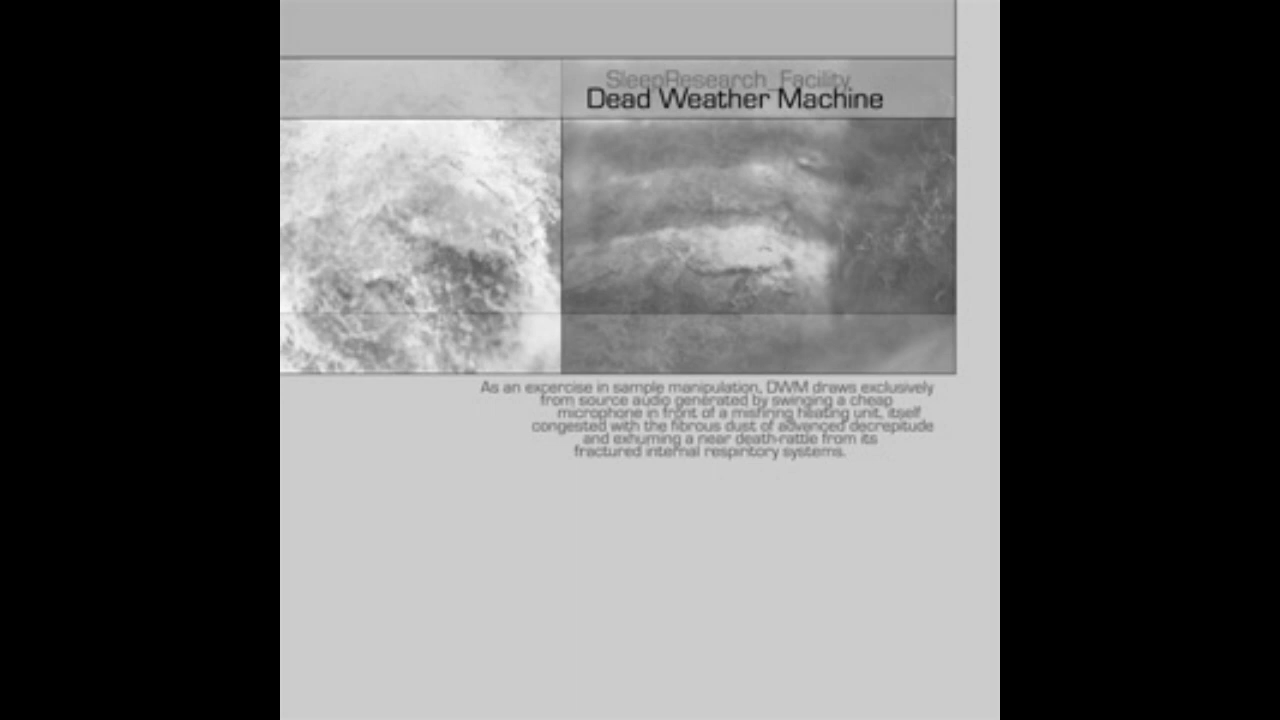 SleepResearch_Facility
Dead Weather Machine
As an excercise in sample manipulation, DWM draws exclusively
from source audio generated by swinging a cheap
microphone in front of a misfiring heating unit, itself
congested with the fibrous dust of advanced decrepitude
and exhuming a near death-rattle from its
fractured internal respiritory systems.